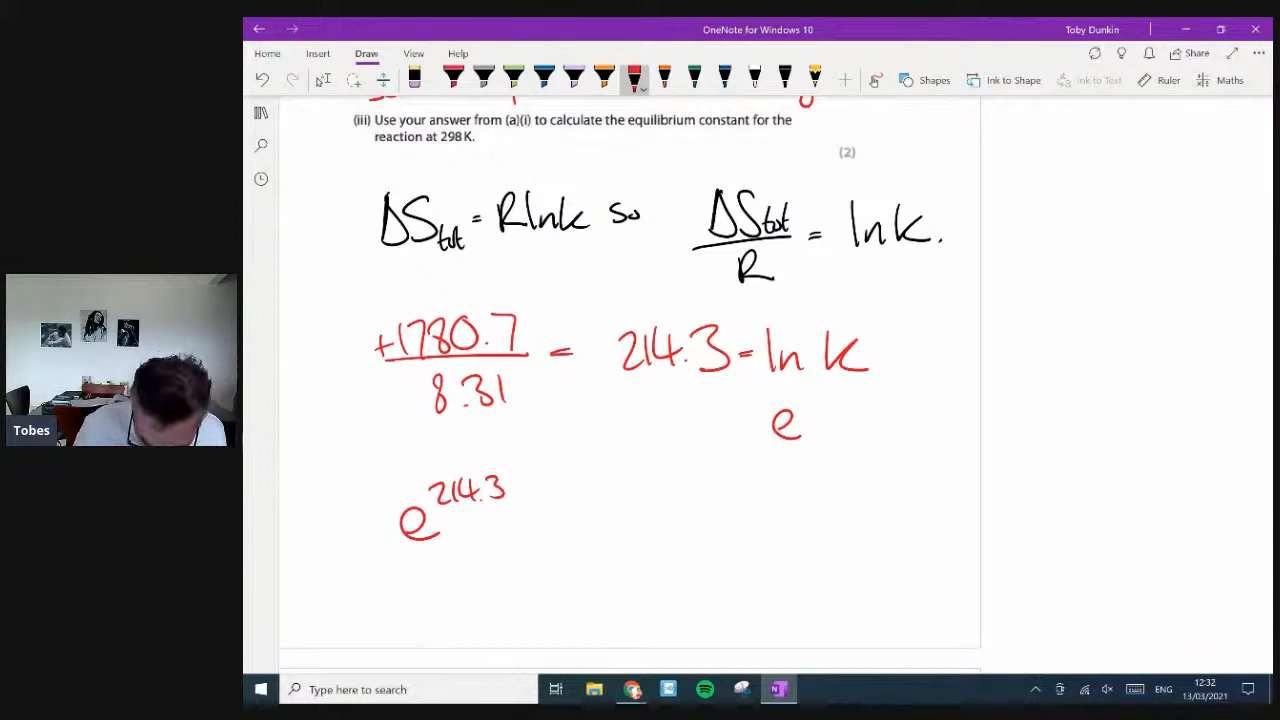 OneNote for Windows 10
Toby Dunkin
Home Insert Draw View Help
Share
Shapes Ink to Shape Ink to Text Ruler Maths
(iii) Use your answer from (a)(i) to calculate the equilibrium constant for the
reaction at 298 K.
(2)
ΔStot = Rlnk so ΔStot/R = lnk.
+1780.7/8.31 = 214.3 = ln k
e
e^214.3
Tobes
Type here to search
ENG
12:32
13/03/2021